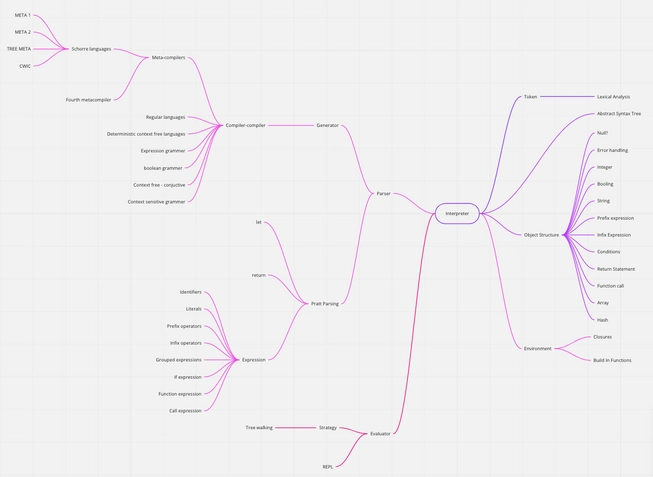 META 1
META 2
TREE META
CWIC
Schorre languages
Meta-compilers
Fourth metacompiler
Regular languages
Deterministic context free languages
Expression grammer
boolean grammer
Context free - conjuctive
Context sensitive grammer
Compiler-compiler
Generator
Parser
let
return
Pratt Parsing
Identifiers
Literals
Prefix operators
Infix operators
Grouped expressions
If expression
Function expression
Call expression
Expression
Tree-walking
Strategy
Evaluator
REPL
Interpreter
Token
Lexical Analysis
Abstract Syntax Tree
Null?
Error handling
Integer
Booling
String
Prefix expression
Infix Expression
Conditions
Return Statement
Function call
Array
Hash
Object Structure
Environment
Closures
Build In Functions